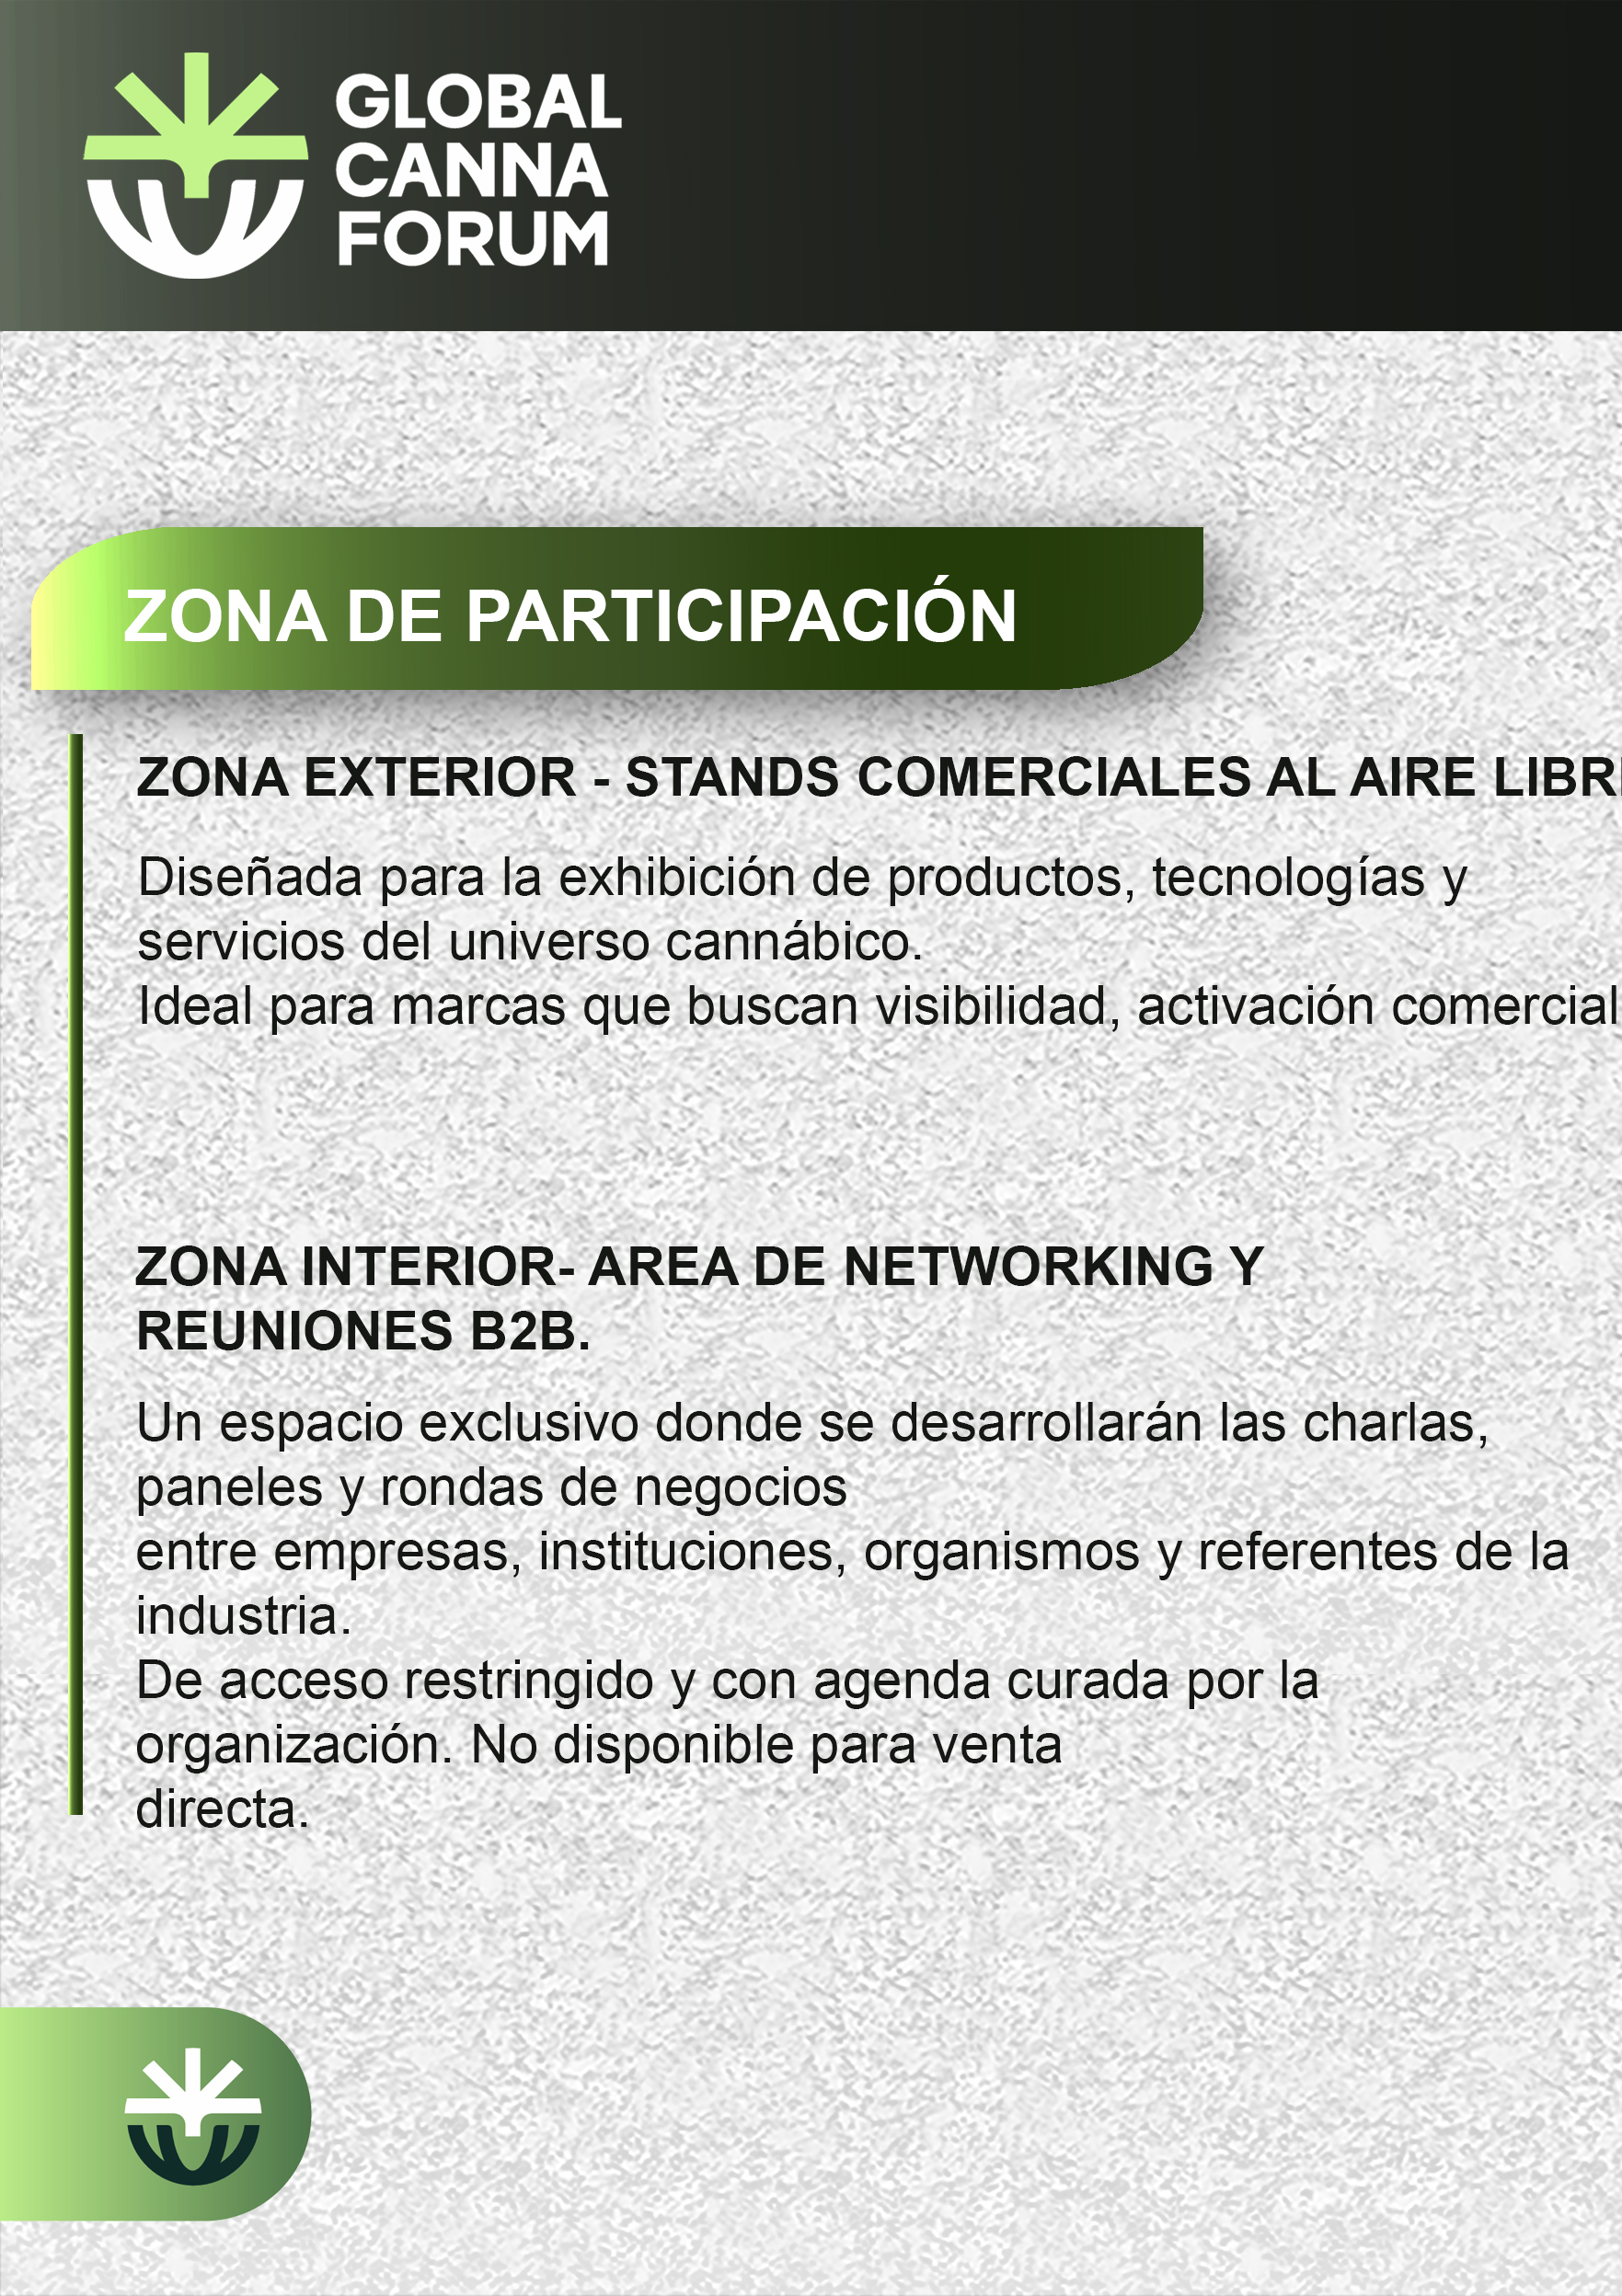 GLOBAL
CANNA
FORUM
ZONA DE PARTICIPACIÓN
ZONA EXTERIOR - STANDS COMERCIALES AL AIRE LIBR
Diseñada para la exhibición de productos, tecnologías y
servicios del universo cannábico.
Ideal para marcas que buscan visibilidad, activación comercial
ZONA INTERIOR- AREA DE NETWORKING Y
REUNIONES B2B.
Un espacio exclusivo donde se desarrollarán las charlas,
paneles y rondas de negocios
entre empresas, instituciones, organismos y referentes de la
industria.
De acceso restringido y con agenda curada por la
organización. No disponible para venta
directa.